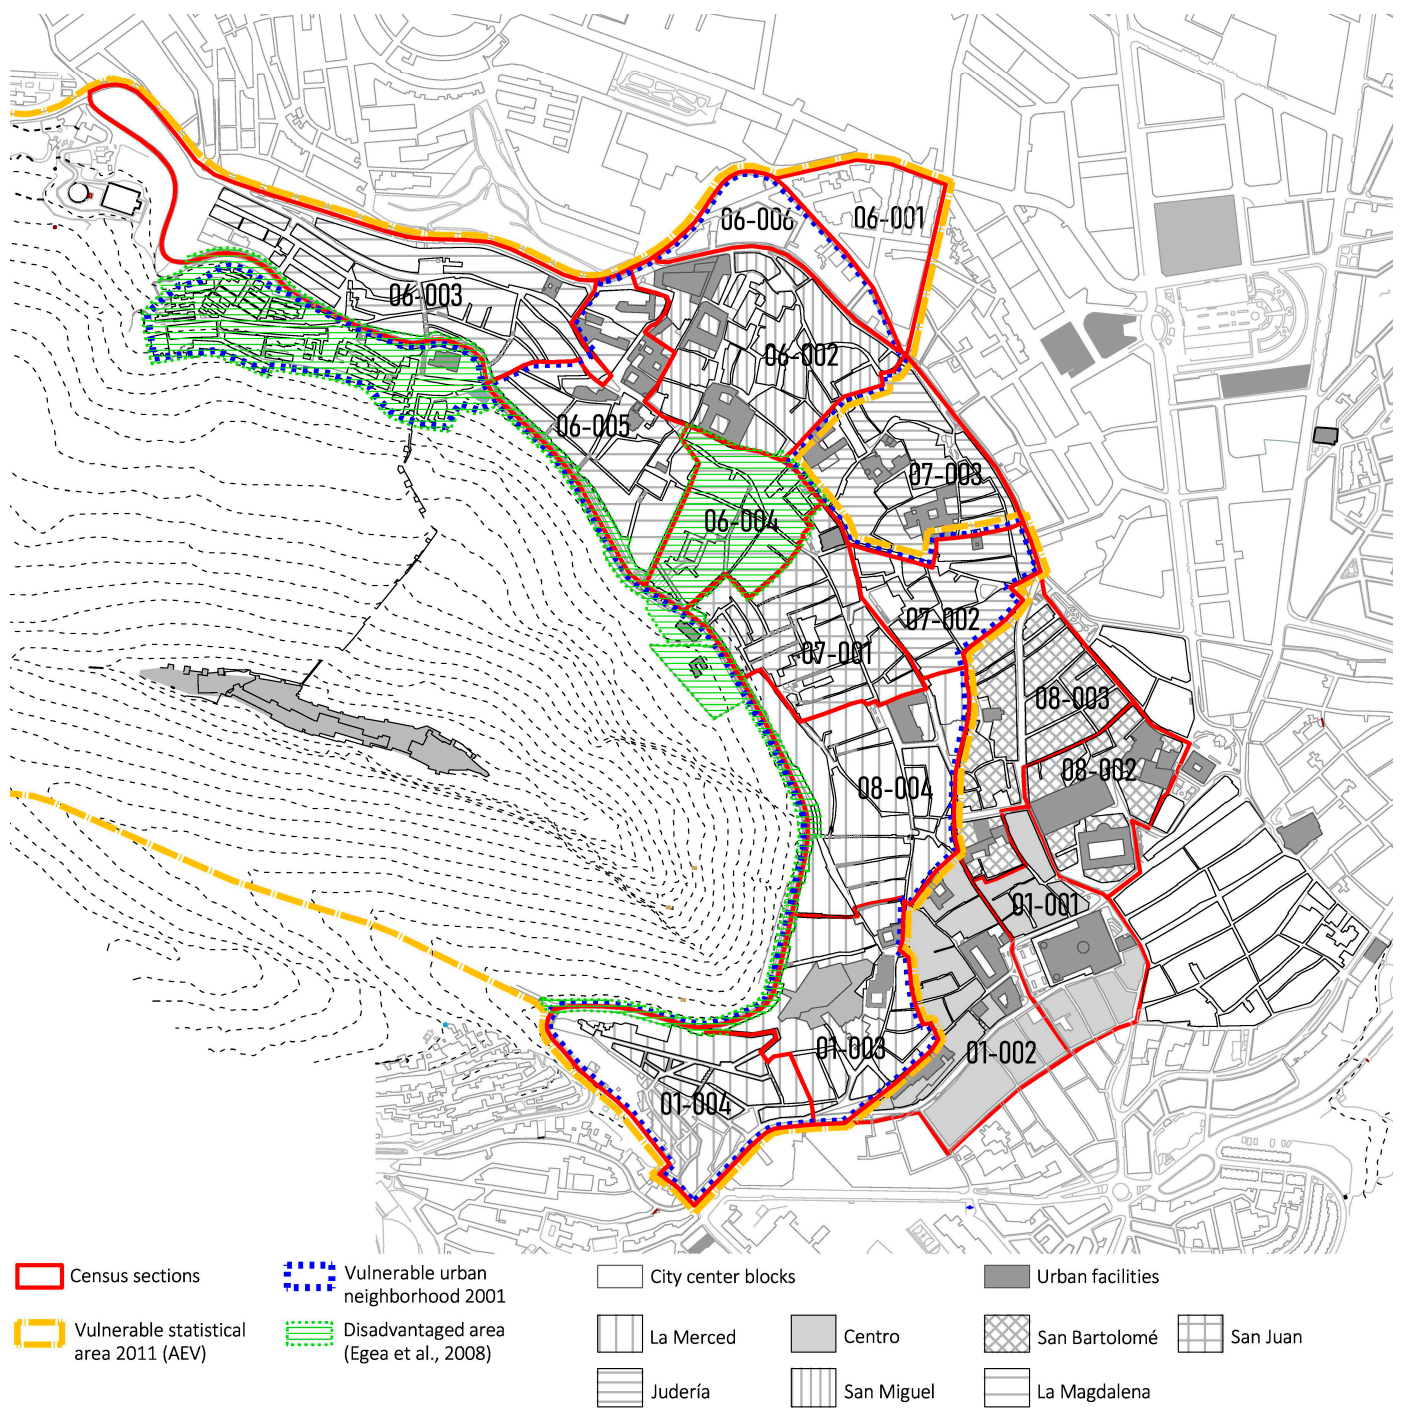 06-006
06-001
06-003
06-002
06-005
07-003
06-004
07-002
07-001
08-003
08-002
08-004
01-001
01-003
01-002
01-004
Census sections
Vulnerable urban
neighborhood 2001
City center blocks
Urban facilities
Vulnerable statistical
area 2011 (AEV)
Disadvantaged area
(Egea et al., 2008)
La Merced
Centro
San Bartolomé
San Juan
Judería
San Miguel
La Magdalena